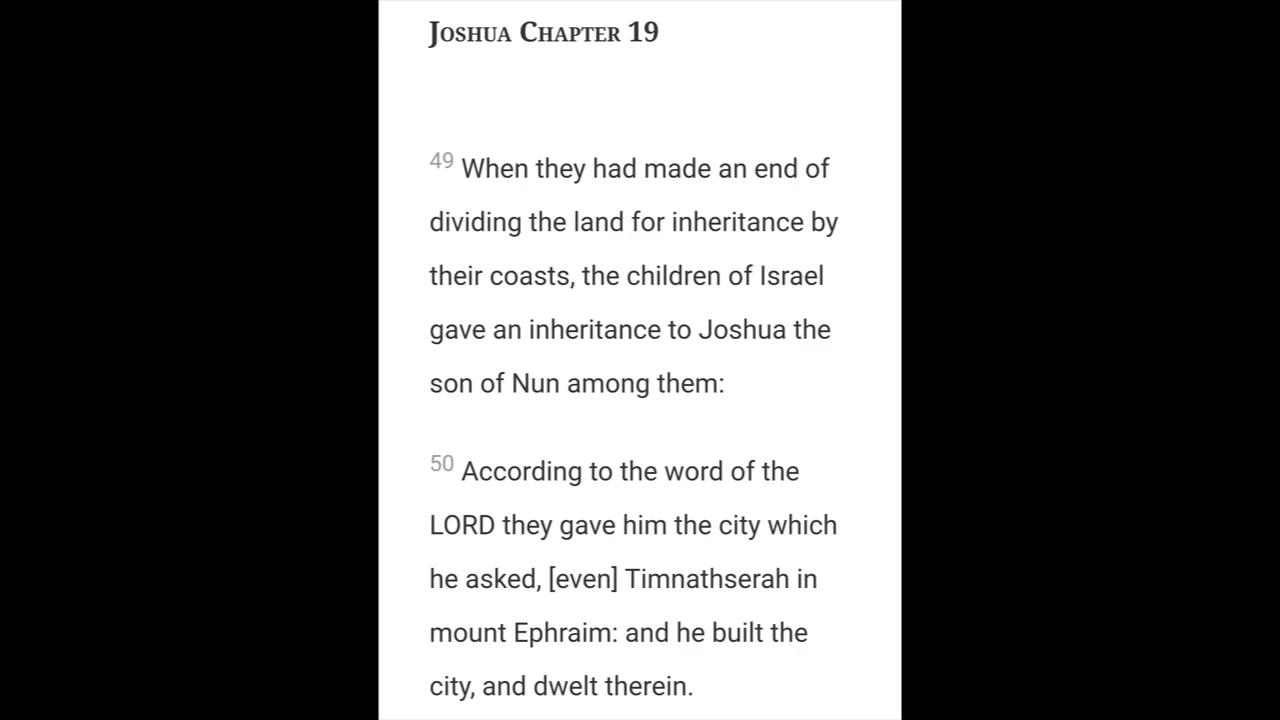 Joshua Chapter 19
49 When they had made an end of
dividing the land for inheritance by
their coasts, the children of Israel
gave an inheritance to Joshua the
son of Nun among them:
50 According to the word of the
LORD they gave him the city which
he asked, [even] Timnathserah in
mount Ephraim: and he built the
city, and dwelt therein.